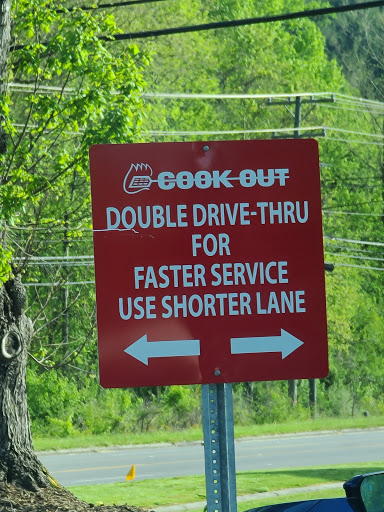 COOK OUT
DOUBLE DRIVE-THRU
FOR
FASTER SERVICE
USE SHORTER LANE